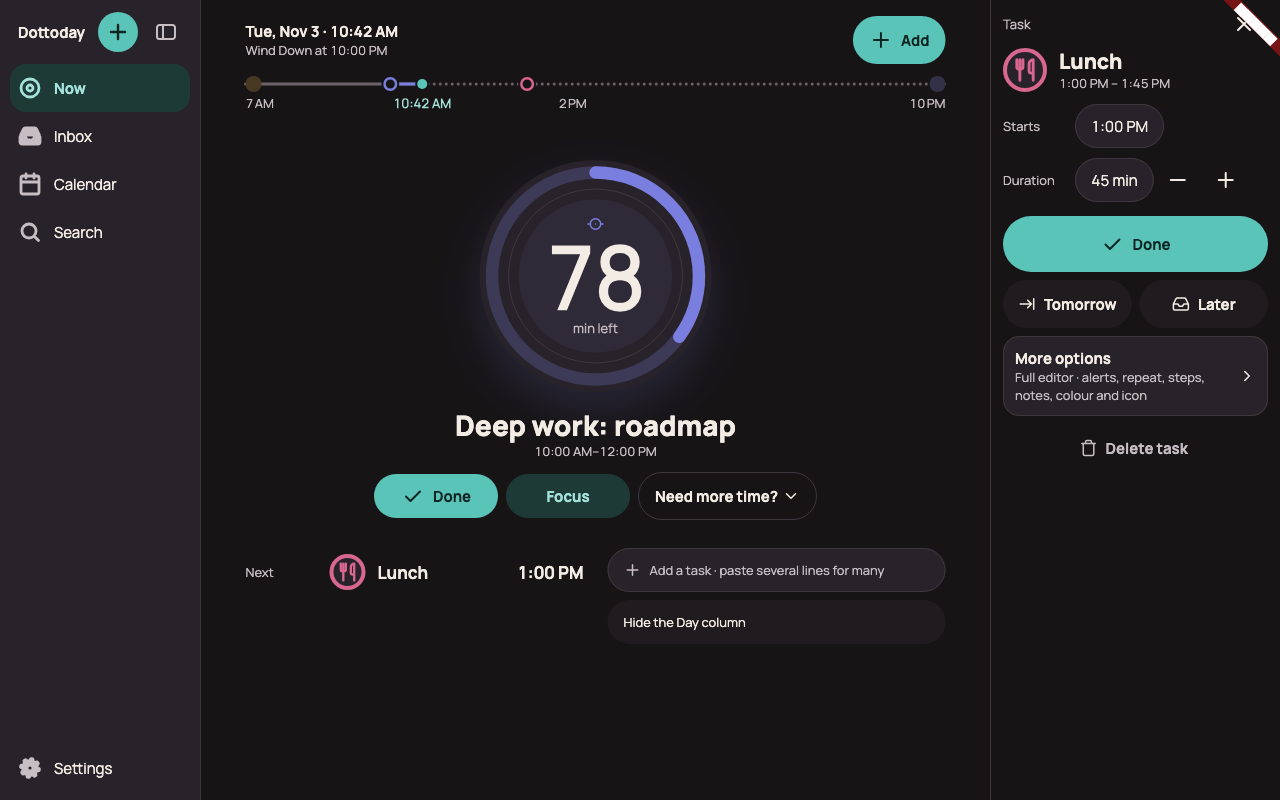 Dottoday
Now
Inbox
Calendar
Search
Settings
Tue, Nov 3 · 10:42 AM
Wind Down at 10:00 PM
Add
7 AM
10:42 AM
2 PM
10 PM
78
min left
Deep work: roadmap
10:00 AM–12:00 PM
Done
Focus
Need more time?
Next
Lunch
1:00 PM
Add a task · paste several lines for many
Hide the Day column
Task
Lunch
1:00 PM – 1:45 PM
Starts
1:00 PM
Duration
45 min
Done
Tomorrow
Later
More options
Full editor · alerts, repeat, steps,
notes, colour and icon
Delete task